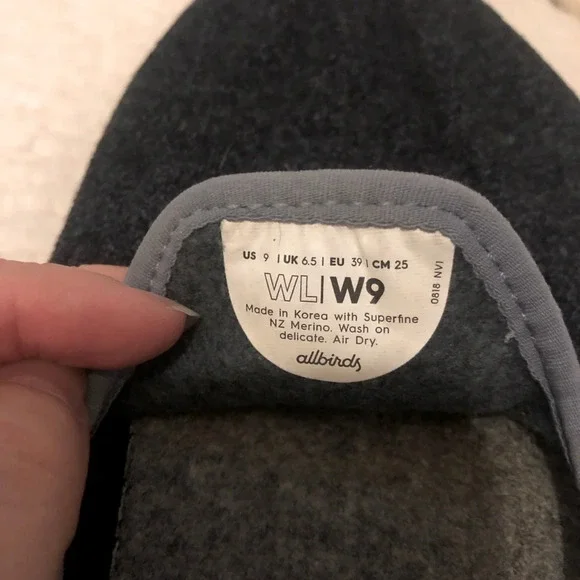 US 9 | UK 6.5 | EU 39 | CM 25
WL|W9
Made in Korea with Superfine
NZ Merino. Wash on
delicate. Air Dry.
allbirds
0818 NV1